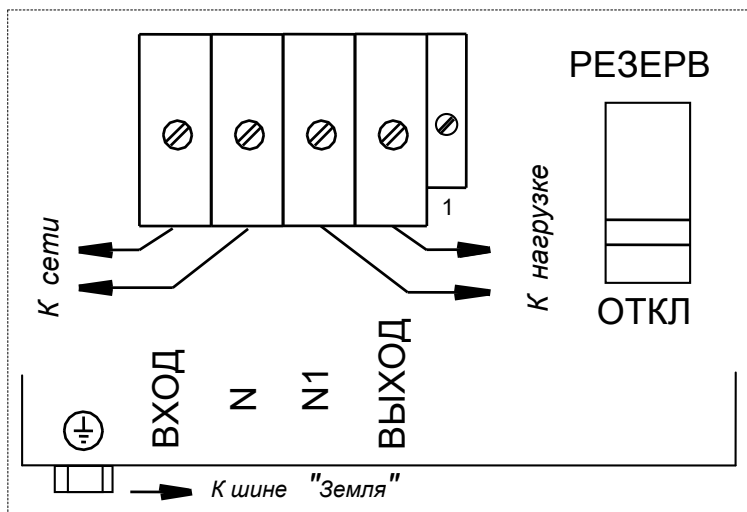 РЕЗЕРВ
1
К сети
К нагрузке
ОТКЛ
ВХОД
N
N1
ВЫХОД
К шине "Земля"